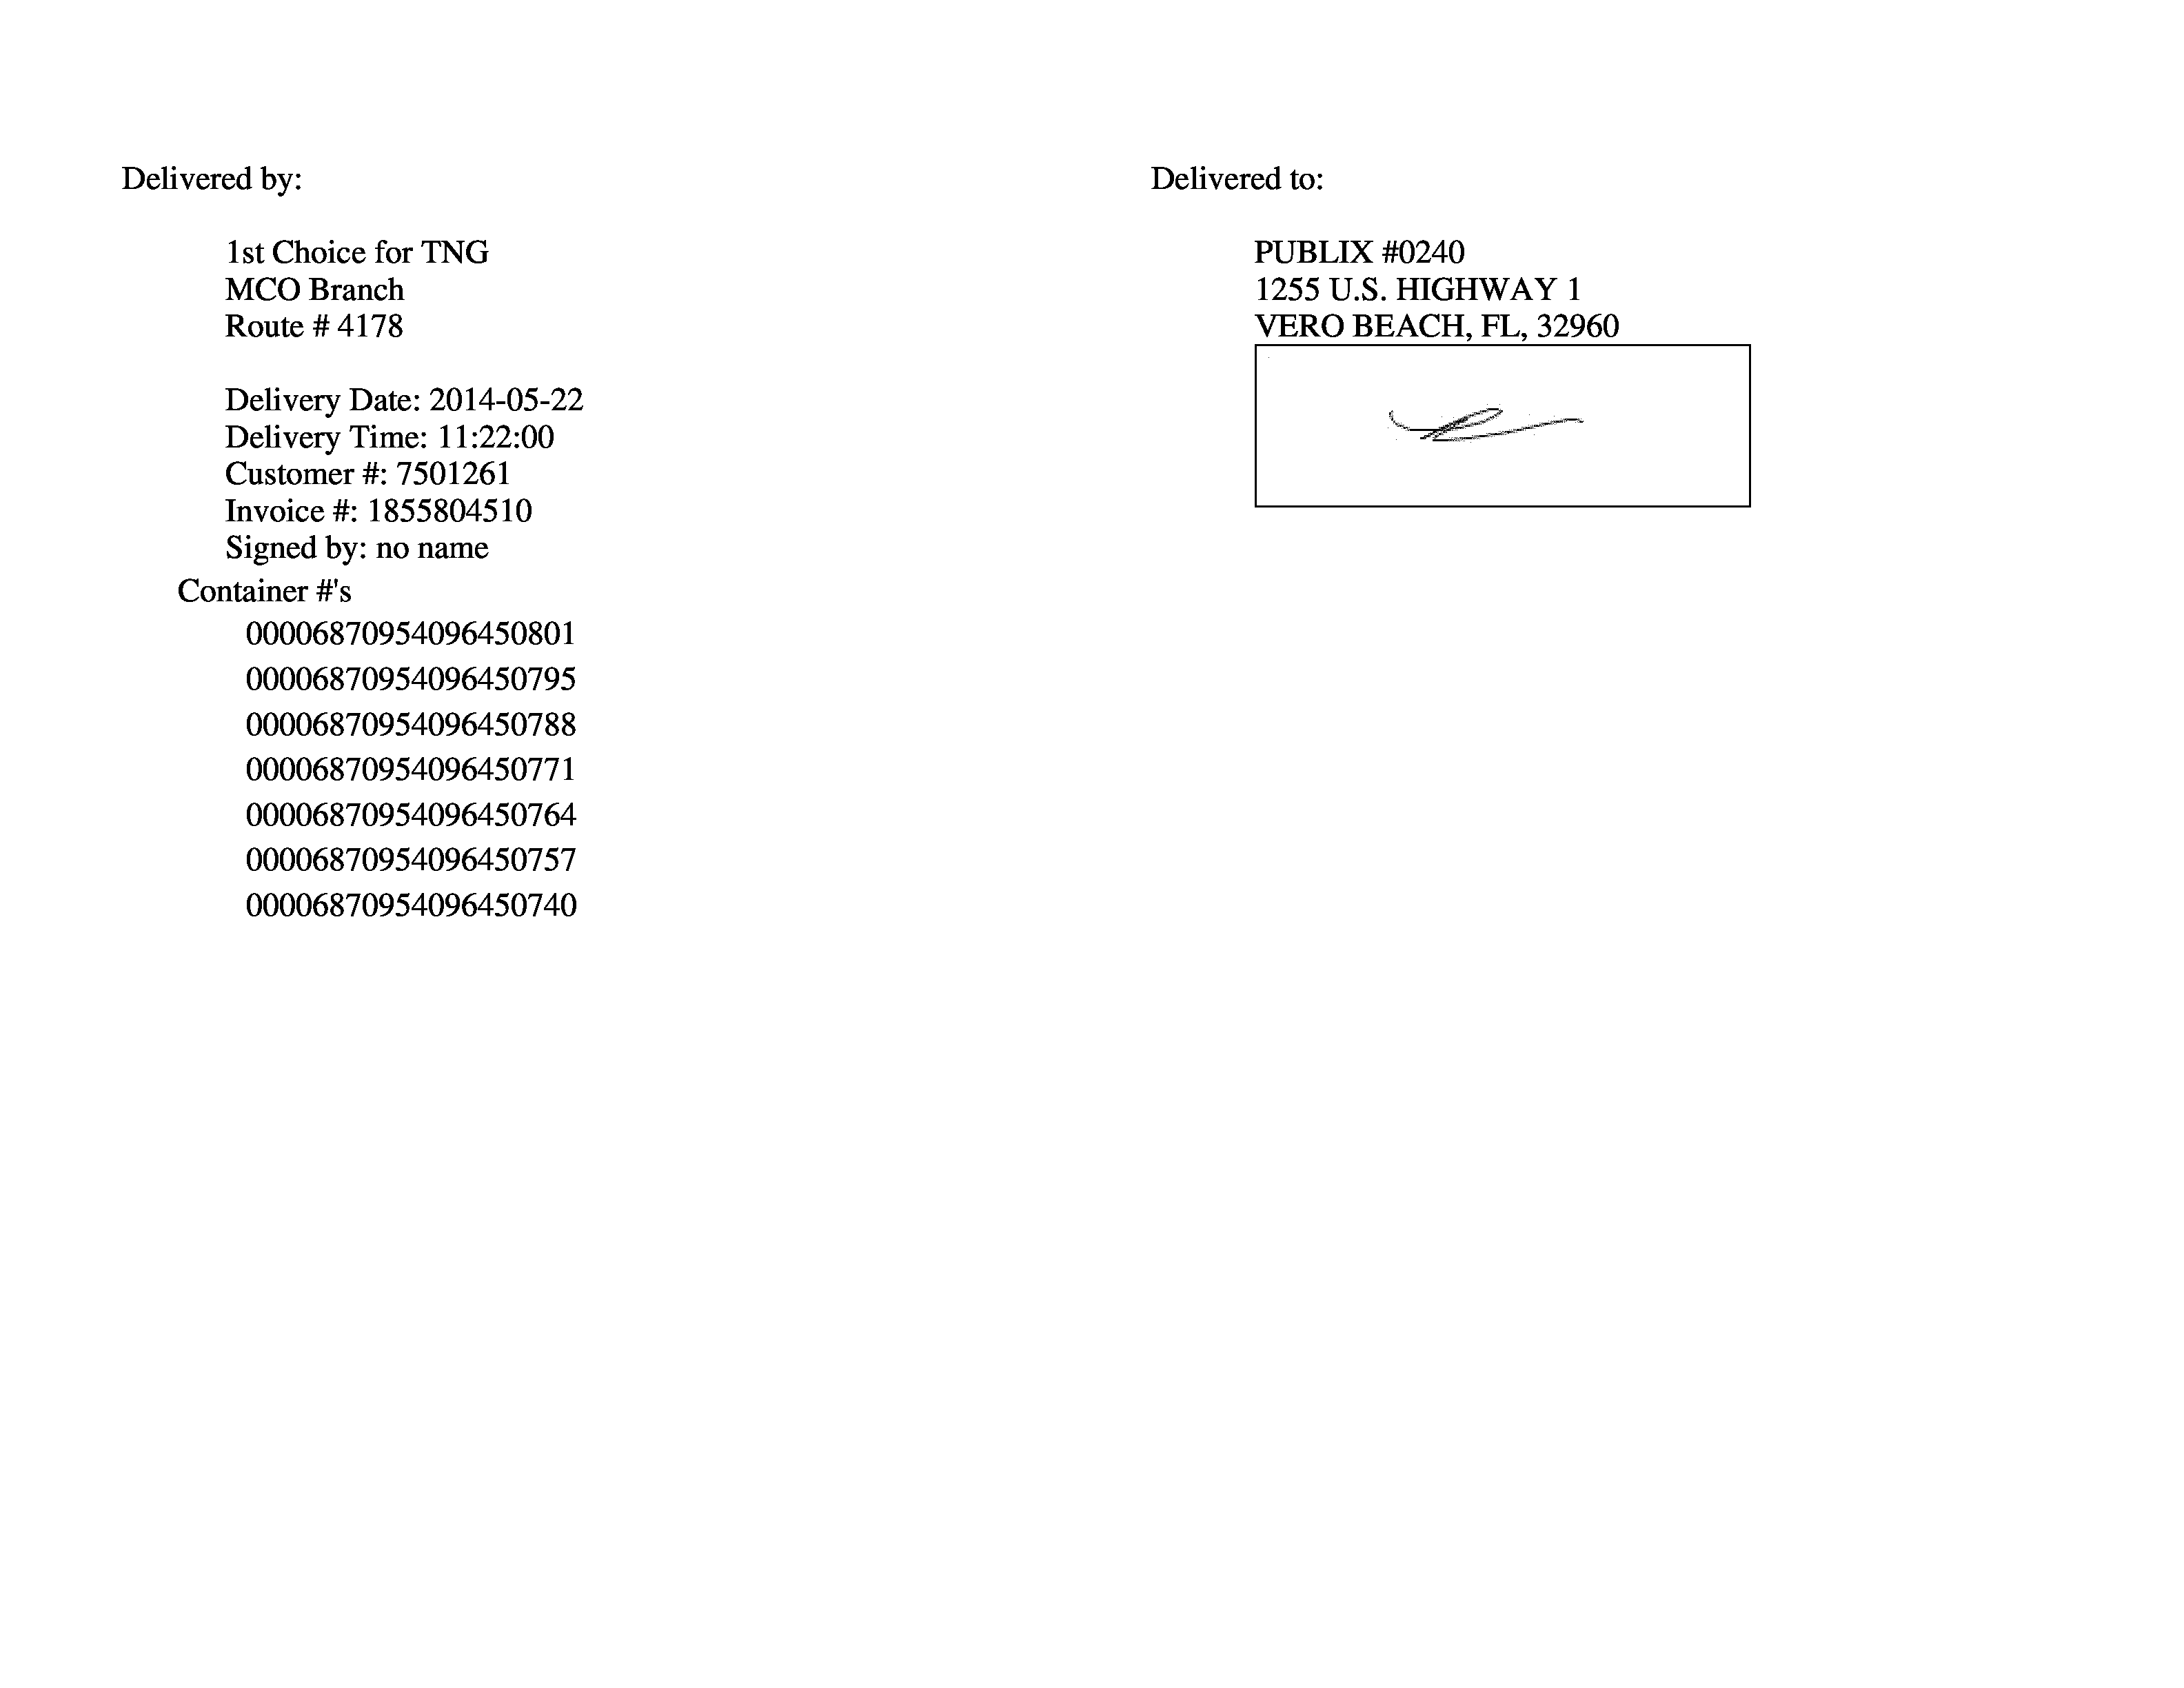 Delivered by:
1st Choice for TNG
MCO Branch
Route # 4178
Delivery Date: 2014-05-22
Delivery Time: 11:22:00
Customer #: 7501261
Invoice #: 1855804510
Signed by: no name
Container #'s
00006870954096450801
00006870954096450795
00006870954096450788
00006870954096450771
00006870954096450764
00006870954096450757
00006870954096450740
Delivered to:
PUBLIX #0240
1255 U.S. HIGHWAY 1
VERO BEACH, FL, 32960